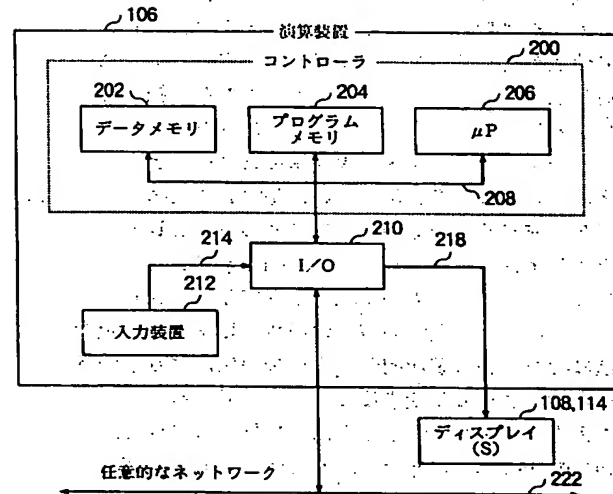 106
演算装置
200
コントローラ
202
データメモリ
204
プログラム
メモリ
206
μP
208
210
I/O
214
218
212
入力装置
108,114
ディスプレイ
(S)
任意的なネットワーク
222